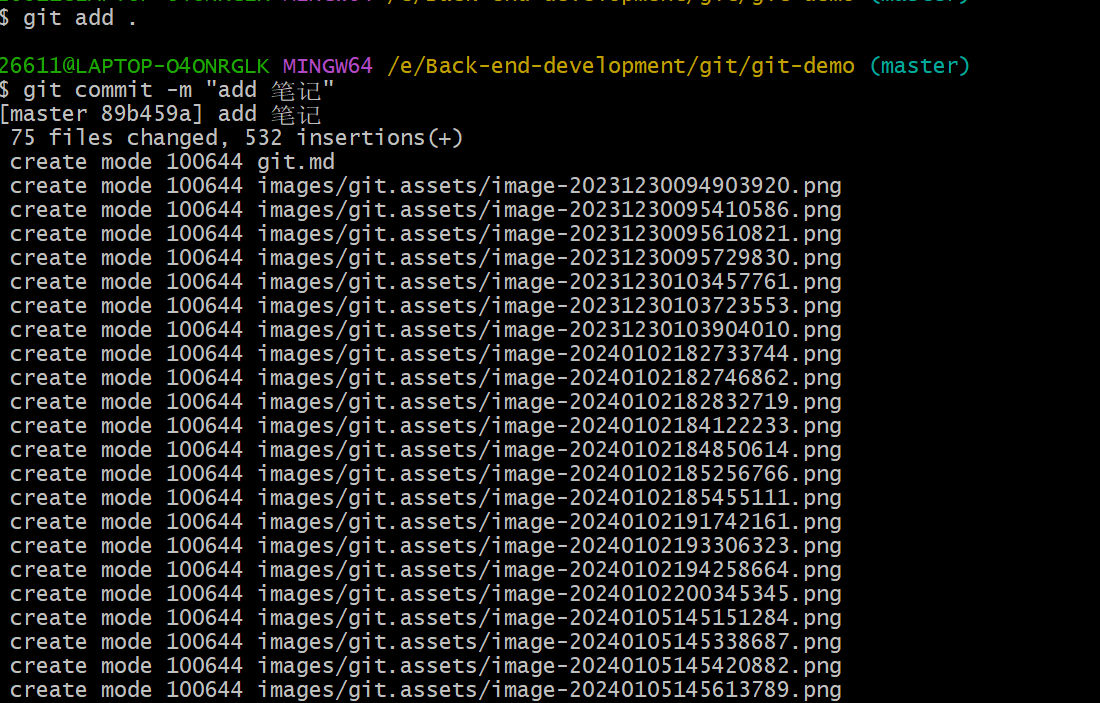 $ git add .
26611@LAPTOP-O4ONRGLK MINGW64 /e/Back-end-development/git/git-demo (master)
$ git commit -m "add 笔记"
[master 89b459a] add 笔记
75 files changed, 532 insertions(+)
create mode 100644 git.md
create mode 100644 images/git.assets/image-20231230094903920.png
create mode 100644 images/git.assets/image-20231230095410586.png
create mode 100644 images/git.assets/image-20231230095610821.png
create mode 100644 images/git.assets/image-20231230095729830.png
create mode 100644 images/git.assets/image-20231230103457761.png
create mode 100644 images/git.assets/image-20231230103723553.png
create mode 100644 images/git.assets/image-20231230103904010.png
create mode 100644 images/git.assets/image-20240102182733744.png
create mode 100644 images/git.assets/image-20240102182746862.png
create mode 100644 images/git.assets/image-20240102182832719.png
create mode 100644 images/git.assets/image-20240102184122233.png
create mode 100644 images/git.assets/image-20240102184850614.png
create mode 100644 images/git.assets/image-20240102185256766.png
create mode 100644 images/git.assets/image-20240102185455111.png
create mode 100644 images/git.assets/image-20240102191742161.png
create mode 100644 images/git.assets/image-20240102193306323.png
create mode 100644 images/git.assets/image-20240102194258664.png
create mode 100644 images/git.assets/image-20240102200345345.png
create mode 100644 images/git.assets/image-20240105145151284.png
create mode 100644 images/git.assets/image-20240105145338687.png
create mode 100644 images/git.assets/image-20240105145420882.png
create mode 100644 images/git.assets/image-20240105145613789.png